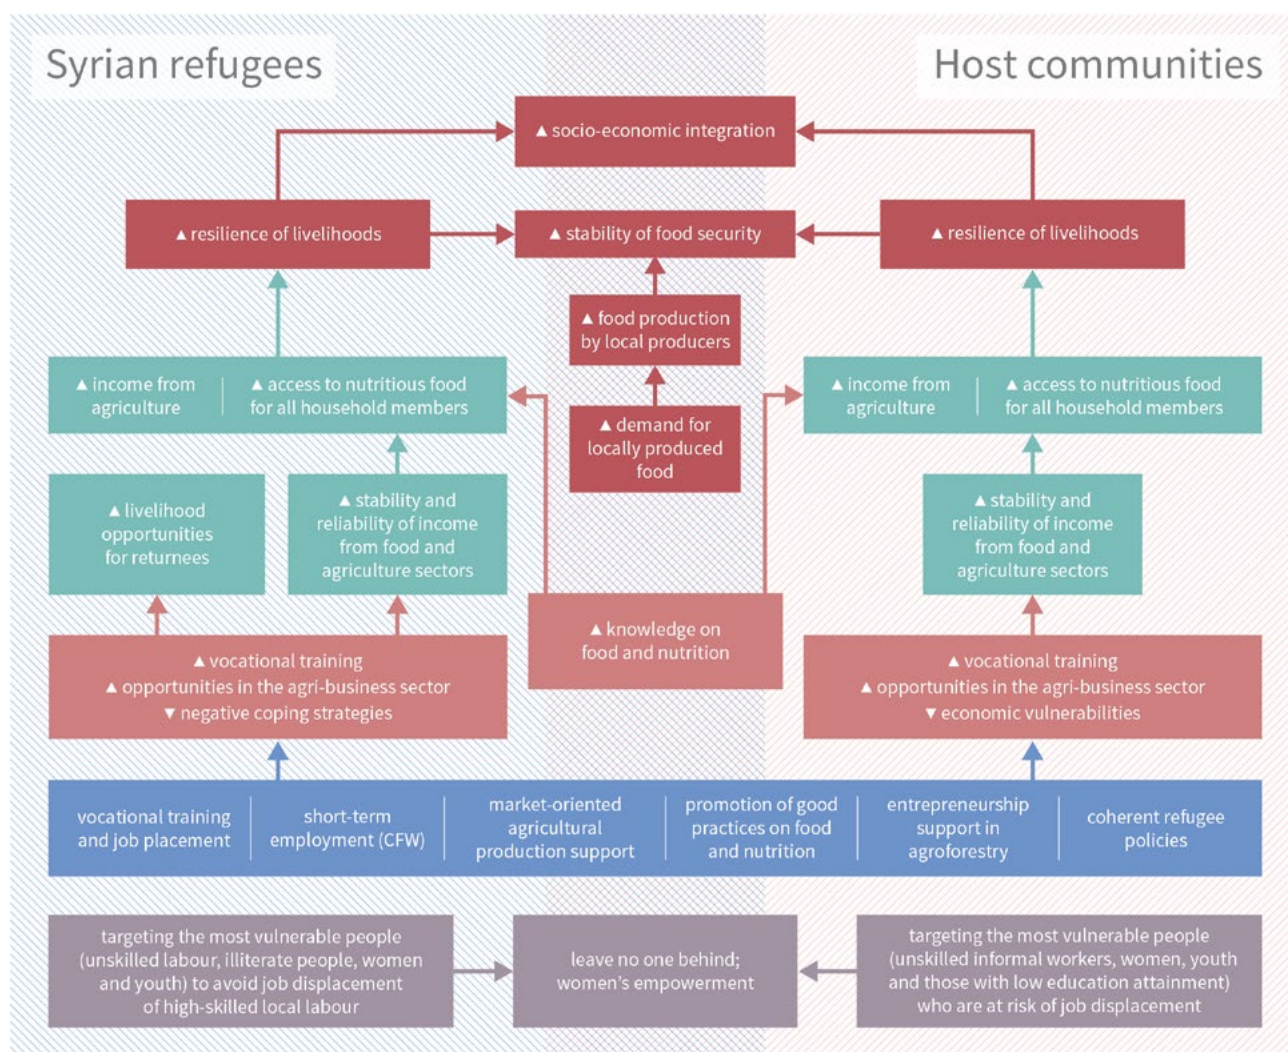 Syrian refugees
Host communities
▲ socio-economic integration
▲ resilience of livelihoods
▲ stability of food security
▲ resilience of livelihoods
▲ food production
by local producers
▲ income from
agriculture
▲ access to nutritious food
for all household members
▲ demand for
locally produced
food
▲ income from
agriculture
▲ access to nutritious food
for all household members
▲ livelihood
opportunities
for returnees
▲ stability and
reliability of income
from food and
agriculture sectors
▲ stability and
reliability of income
from food and
agriculture sectors
▲ knowledge on
food and nutrition
▲ vocational training
▲ opportunities in the agri-business sector
▼ negative coping strategies
▲ vocational training
▲ opportunities in the agri-business sector
▼ economic vulnerabilities
vocational training
and job placement
short-term
employment (CFW)
market-oriented
agricultural
production support
promotion of good
practices on food
and nutrition
entrepreneurship
support in
agroforestry
coherent refugee
policies
targeting the most vulnerable people
(unskilled labour, illiterate people, women
and youth) to avoid job displacement
of high-skilled local labour
leave no one behind;
women's empowerment
targeting the most vulnerable people
(unskilled informal workers, women, youth
and those with low education attainment)
who are at risk of job displacement